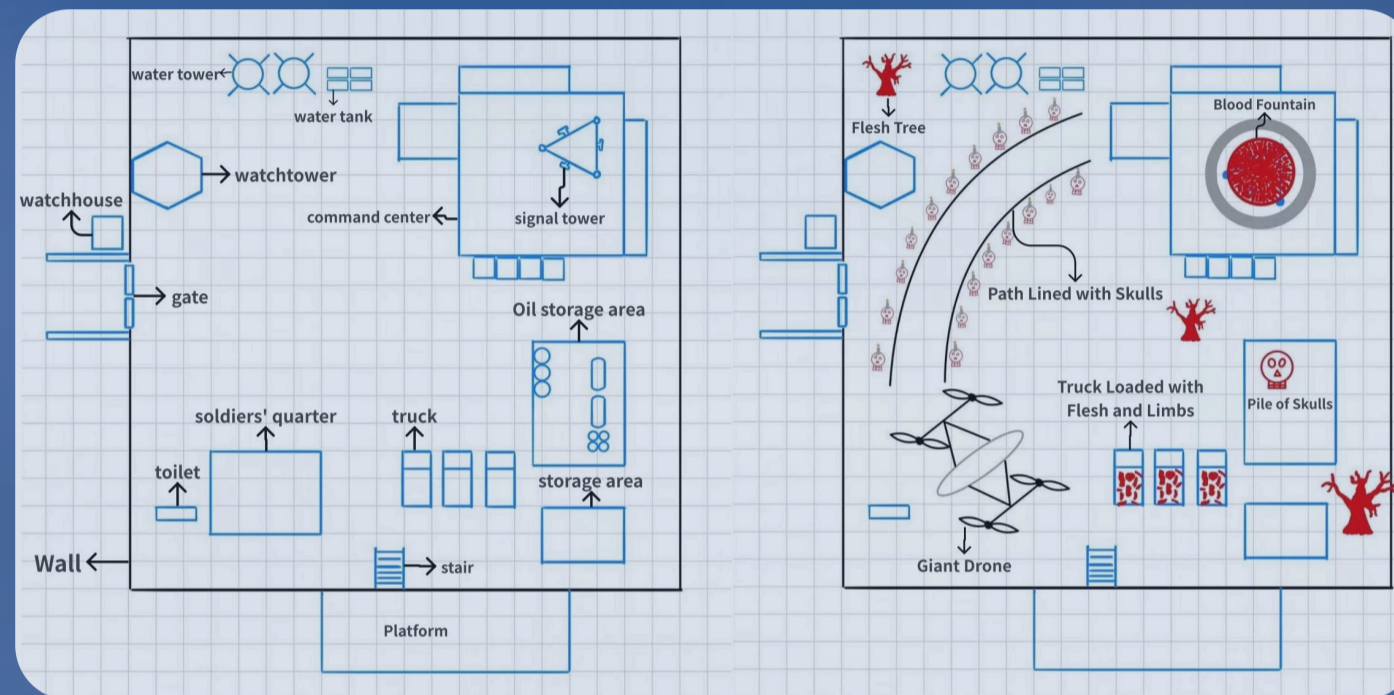 water tower
water tank
watchtower
watchhouse
command center
signal tower
gate
Oil storage area
soldiers' quarter
truck
toilet
storage area
Wall
stair
Platform
Flesh Tree
Blood Fountain
Path Lined with Skulls
Truck Loaded with
Flesh and Limbs
Pile of Skulls
Giant Drone